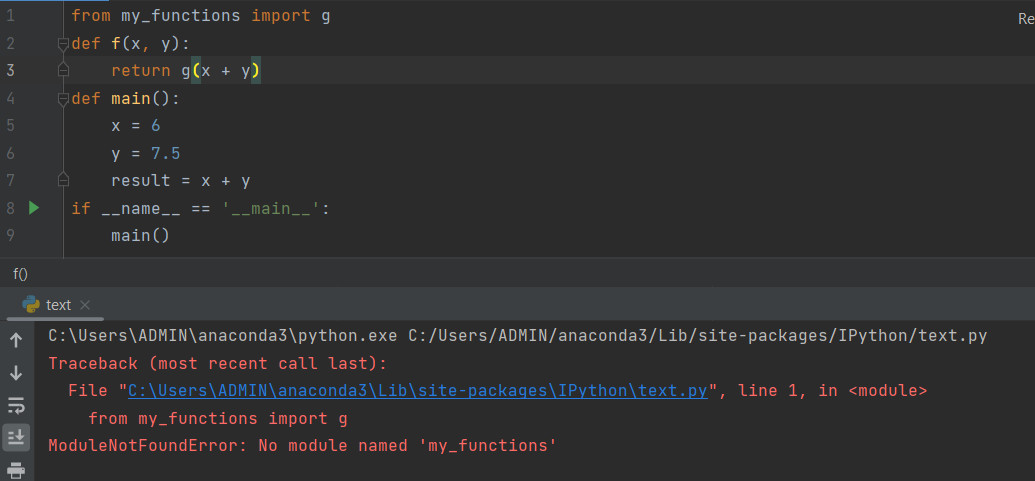 1 from my_functions import g
Re
2 def f(x, y):
3     return g(x + y)
4 def main():
5     x = 6
6     y = 7.5
7     result = x + y
8 if __name__ == '__main__':
9     main()
f()
text
C:\Users\ADMIN\anaconda3\python.exe C:/Users/ADMIN/anaconda3/Lib/site-packages/IPython/text.py
Traceback (most recent call last):
  File "C:\Users\ADMIN\anaconda3\Lib\site-packages\IPython\text.py", line 1, in <module>
    from my_functions import g
ModuleNotFoundError: No module named 'my_functions'